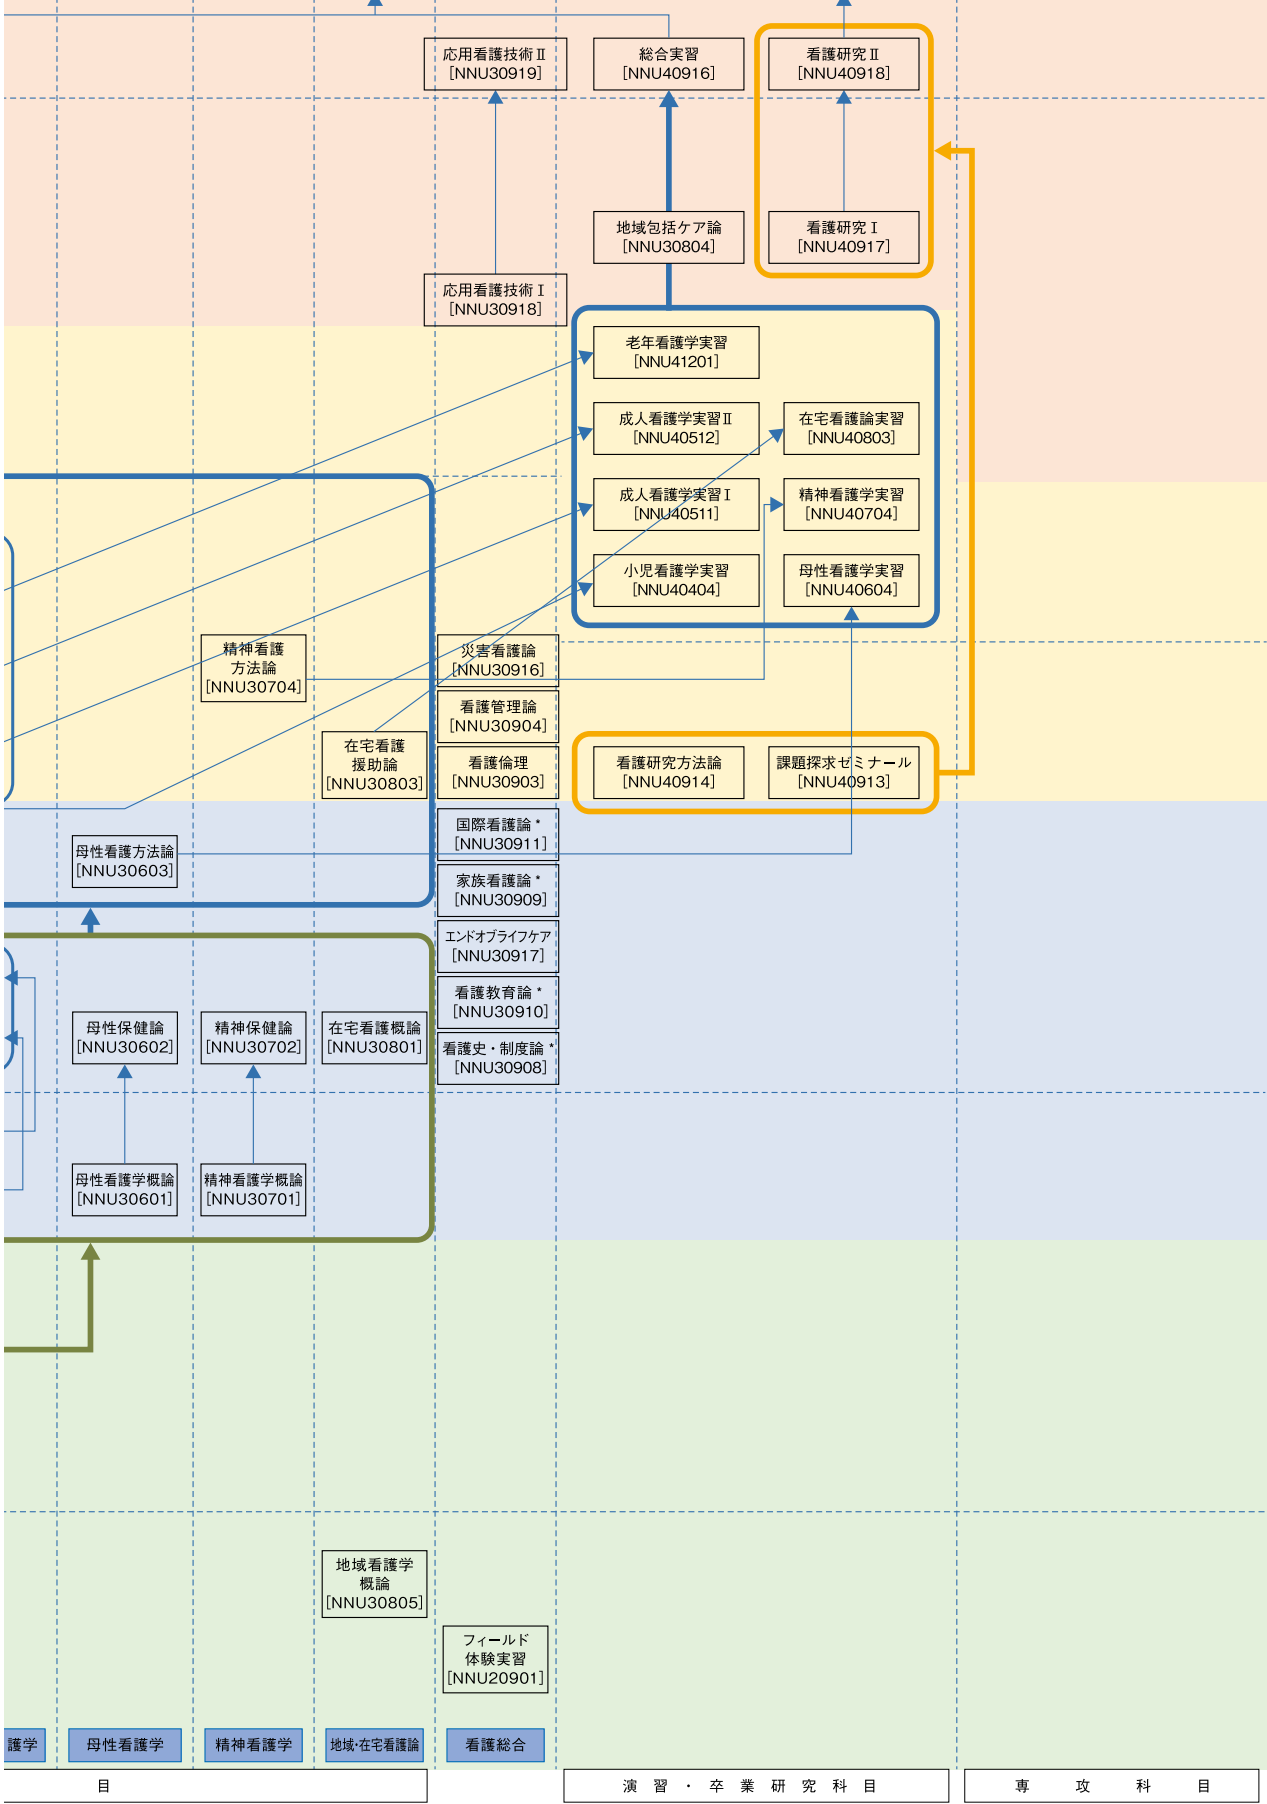 応用看護技術Ⅱ
[NNU30919]
総合実習
[NNU40916]
看護研究Ⅱ
[NNU40918]
地域包括ケア論
[NNU30804]
看護研究Ⅰ
[NNU40917]
応用看護技術Ⅰ
[NNU30918]
老年看護学実習
[NNU41201]
成人看護学実習Ⅱ
[NNU40512]
在宅看護論実習
[NNU40803]
成人看護学実習Ⅰ
[NNU40511]
精神看護学実習
[NNU40704]
小児看護学実習
[NNU40404]
母性看護学実習
[NNU40604]
精神看護
方法論
[NNU30704]
災害看護論
[NNU30916]
看護管理論
[NNU30904]
在宅看護
援助論
[NNU30803]
看護倫理
[NNU30903]
看護研究方法論
[NNU40914]
課題探求ゼミナール
[NNU40913]
国際看護論 *
[NNU30911]
母性看護方法論
[NNU30603]
家族看護論 *
[NNU30909]
エンドオブライフケア
[NNU30917]
看護教育論 *
[NNU30910]
母性保健論
[NNU30602]
精神保健論
[NNU30702]
在宅看護概論
[NNU30801]
看護史・制度論 *
[NNU30908]
母性看護学概論
[NNU30601]
精神看護学概論
[NNU30701]
地域看護学
概論
[NNU30805]
フィールド
体験実習
[NNU20901]
護学
母性看護学
精神看護学
地域・在宅看護論
看護総合
目
演習・卒業研究科目
専攻科目